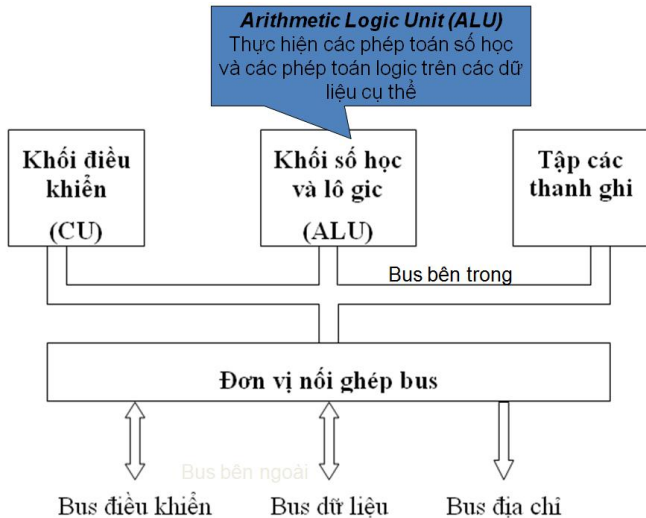 Arithmetic Logic Unit (ALU)
Thực hiện các phép toán số học
và các phép toán logic trên các dữ
liệu cụ thể
Khối điều
khiển
(CU)
Khối số học
và lô gic
(ALU)
Tập các
thanh ghi
Bus bên trong
Đơn vị nối ghép bus
Bus bên ngoài
Bus điều khiển
Bus dữ liệu
Bus địa chỉ